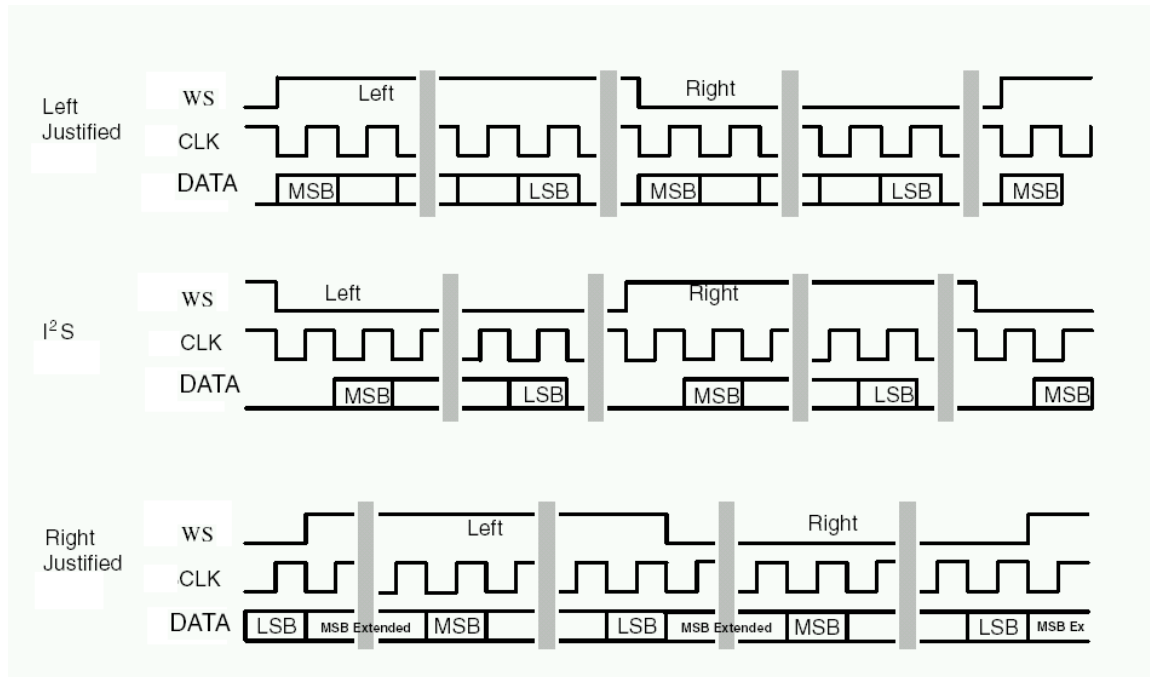 Left
Justified
WS
Left
Right
CLK
DATA
MSB
LSB
MSB
LSB
MSB
I²S
WS
Left
Right
CLK
DATA
MSB
LSB
MSB
LSB
MSB
Right
Justified
WS
Left
Right
CLK
DATA
LSB
MSB Extended
MSB
LSB
MSB Extended
MSB
LSB
MSB Ex